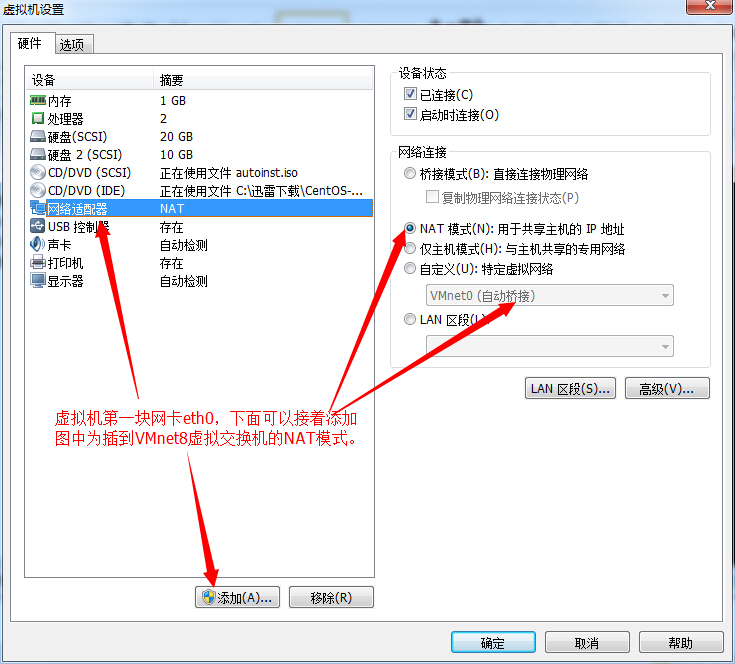 虚拟机设置
硬件
选项
设备
摘要
内存
1 GB
处理器
2
硬盘(SCSI)
20 GB
硬盘 2 (SCSI)
10 GB
CD/DVD (SCSI)
正在使用文件 autoinst.iso
CD/DVD (IDE)
正在使用文件 C:\迅雷下载\CentOS-...
网络适配器
NAT
USB 控制器
存在
声卡
自动检测
打印机
存在
显示器
自动检测
虚拟机第一块网卡eth0，下面可以接着添加
图中为插到VMnet8虚拟交换机的NAT模式。
添加(A)...
移除(R)
设备状态
已连接(C)
启动时连接(O)
网络连接
桥接模式(B): 直接连接物理网络
复制物理网络连接状态(P)
NAT 模式(N): 用于共享主机的 IP 地址
仅主机模式(H): 与主机共享的专用网络
自定义(U): 特定虚拟网络
VMnet0 (自动桥接)
LAN 区段(L):
LAN 区段(S)...
高级(V)...
确定
取消
帮助